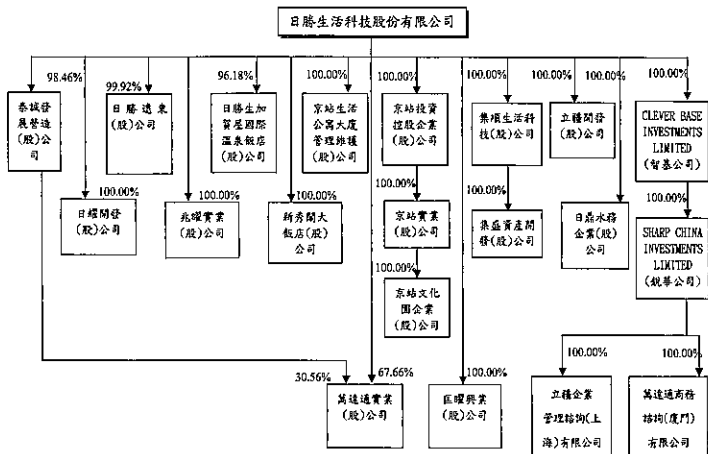 日勝生活科技股份有限公司
98.46%
99.92%
96.18%
100.00%
100.00%
100.00%
100.00%
100.00%
泰誠發
展營造
(股)公
司
日勝遠東
(股)公司
日勝生加
賀屋國際
溫泉飯店
(股)公司
京站生活
公寓大廈
管理維護
(股)公司
京站投資
控股企業
(股)公司
集順生活科
技(股)公司
立疆開發
(股)公司
CLEVER BASE
INVESTMENTS
LIMITED
(智基公司)
100.00%
100.00%
100.00%
100.00%
100.00%
100.00%
100.00%
日耀開發
(股)公司
兆曜實業
(股)公司
新秀閣大
飯店(股)
公司
京站實業
(股)公司
集盛資產開
發(股)公司
日鼎水務
企業(股)
公司
SHARP CHINA
INVESTMENTS
LIMITED
(銳華公司)
100.00%
京站文化
園企業
(股)公司
30.56%
67.66%
100.00%
100.00%
100.00%
萬達通實業
(股)公司
匡曜興業
(股)公司
立疆企業
管理諮詢(上
海)有限公司
萬達通商務
諮詢(廈門)
有限公司